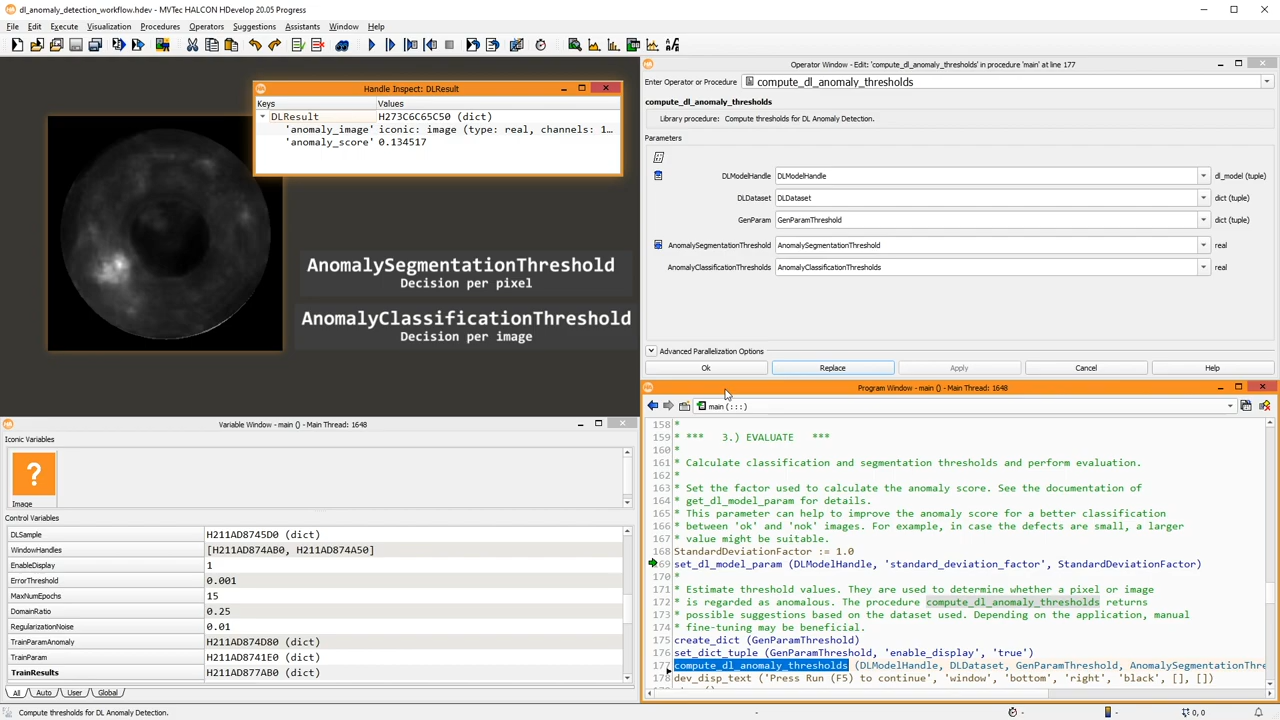 dl_anomaly_detection_workflow.hdev - MVTec HALCON HDevelop 20.05 Progress
File Edit Execute Visualization Procedures Operators Suggestions Assistants Window Help
Handle Inspect: DLResult
Keys Values
DLResult H273C6C65C50 (dict)
'anomaly_image' iconic: image (type: real, channels: 1...
'anomaly_score' 0.134517
AnomalySegmentationThreshold
Decision per pixel
AnomalyClassificationThreshold
Decision per image
Operator Window - Edit: 'compute_dl_anomaly_thresholds' in procedure 'main' at line 177
Enter Operator or Procedure compute_dl_anomaly_thresholds
compute_dl_anomaly_thresholds
Library procedure: Compute thresholds for DL Anomaly Detection.
Parameters
DLModelHandle DLModelHandle dl_model (tuple)
DLDataset DLDataset dict (tuple)
GenParam GenParamThreshold dict (tuple)
AnomalySegmentationThreshold AnomalySegmentationThreshold real
AnomalyClassificationThresholds AnomalyClassificationThresholds real
Advanced Parallelization Options
Ok Replace Apply Cancel Help
Variable Window - main () - Main Thread: 1648
Iconic Variables
?
Image
Control Variables
DLSample H211AD8745D0 (dict)
WindowHandles [H211AD874AB0, H211AD874A50]
EnableDisplay 1
ErrorThreshold 0.001
MaxNumEpochs 15
DomainRatio 0.25
RegularizationNoise 0.01
TrainParamAnomaly H211AD874D80 (dict)
TrainParam H211AD8741E0 (dict)
TrainResults H211AD877AB0 (dict)
All Auto User Global
Program Window - main () - Main Thread: 1648
main (:::)
158 *
159 * *** 3.) EVALUATE ***
160 *
161 * Calculate classification and segmentation thresholds and perform evaluation.
162 *
163 * Set the factor used to calculate the anomaly score. See the documentation of
164 * get_dl_model_param for details.
165 * This parameter can help to improve the anomaly score for a better classification
166 * between 'ok' and 'nok' images. For example, in case the defects are small, a larger
167 * value might be suitable.
168 StandardDeviationFactor := 1.0
69 set_dl_model_param (DLModelHandle, 'standard_deviation_factor', StandardDeviationFactor)
170 *
171 * Estimate threshold values. They are used to determine whether a pixel or image
172 * is regarded as anomalous. The procedure compute_dl_anomaly_thresholds returns
173 * possible suggestions based on the dataset used. Depending on the application, manual
174 * fine-tuning may be beneficial.
175 create_dict (GenParamThreshold)
176 set_dict_tuple (GenParamThreshold, 'enable_display', 'true')
177 compute_dl_anomaly_thresholds (DLModelHandle, DLDataset, GenParamThreshold, AnomalySegmentationThre
178 dev_disp_text ('Press Run (F5) to continue', 'window', 'bottom', 'right', 'black', [], [])
Compute thresholds for DL Anomaly Detection.
- - 0, 0